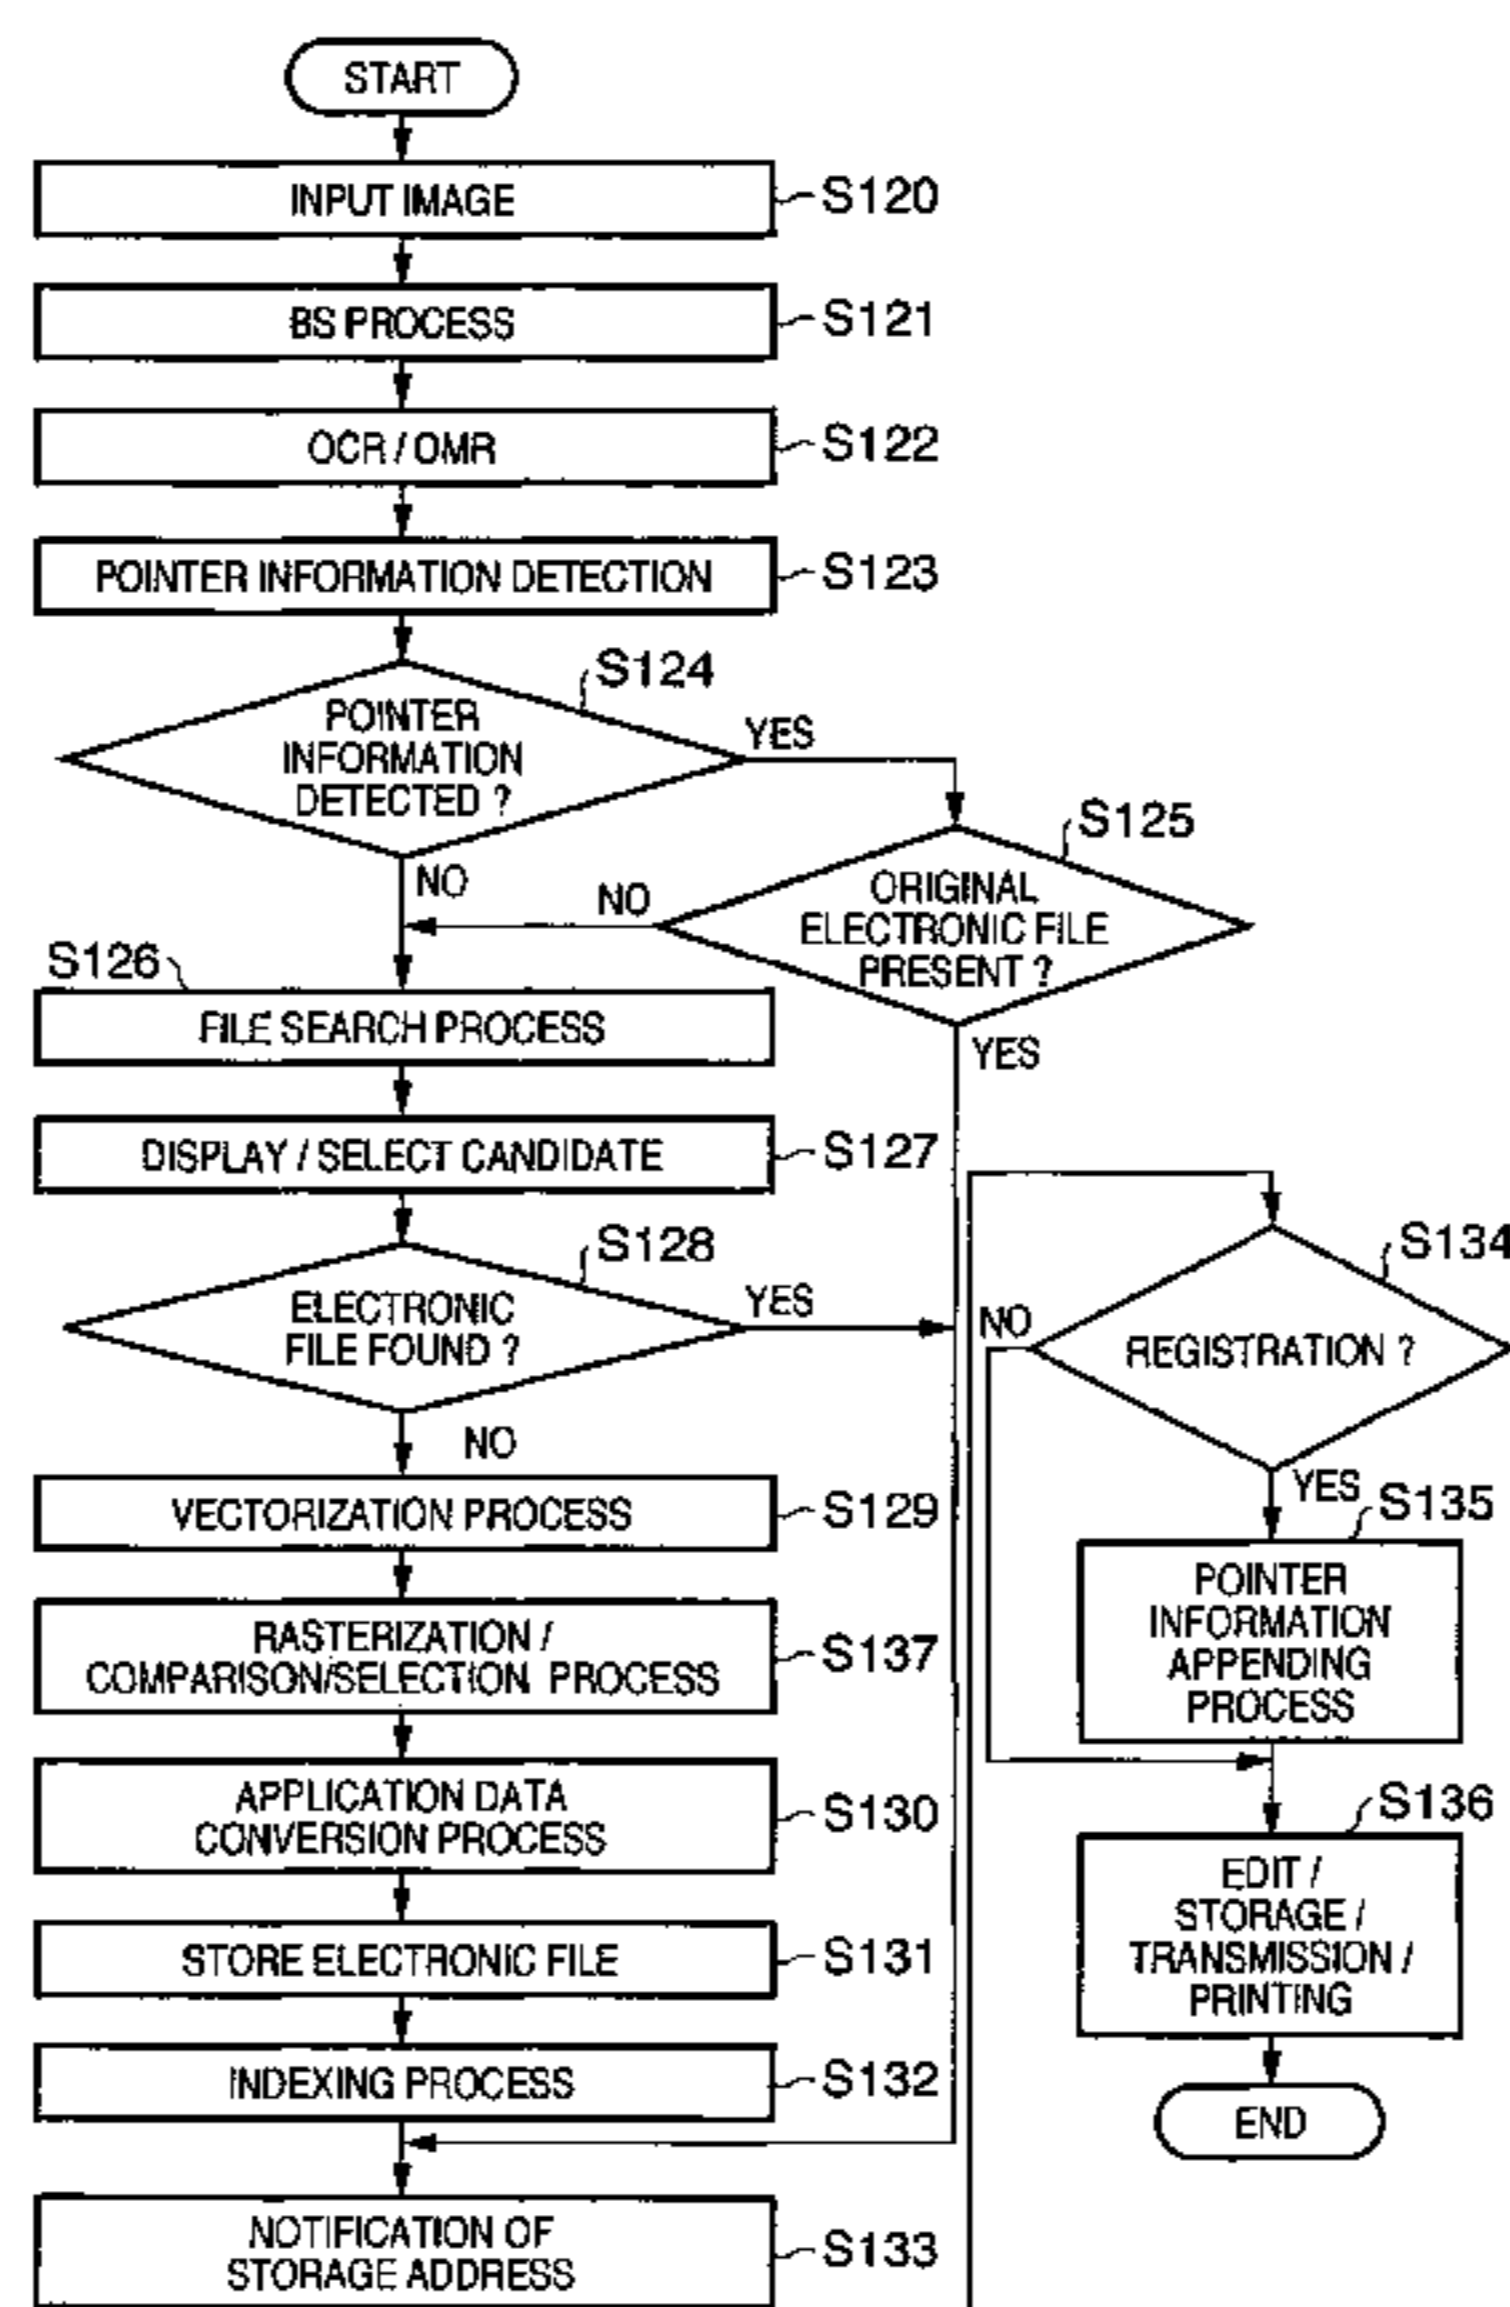 START
INPUT IMAGE
S120
BS PROCESS
S121
OCR / OMR
S122
POINTER INFORMATION DETECTION
S123
S124
POINTER
INFORMATION
DETECTED ?
YES
NO
S125
ORIGINAL
ELECTRONIC FILE
PRESENT ?
NO
YES
S126
FILE SEARCH PROCESS
DISPLAY / SELECT CANDIDATE
S127
S128
ELECTRONIC
FILE FOUND ?
YES
NO
VECTORIZATION PROCESS
S129
RASTERIZATION /
COMPARISON/SELECTION PROCESS
S137
APPLICATION DATA
CONVERSION PROCESS
S130
STORE ELECTRONIC FILE
S131
INDEXING PROCESS
S132
NOTIFICATION OF
STORAGE ADDRESS
S133
S134
REGISTRATION ?
NO
YES
S135
POINTER
INFORMATION
APPENDING
PROCESS
S136
EDIT /
STORAGE /
TRANSMISSION /
PRINTING
END